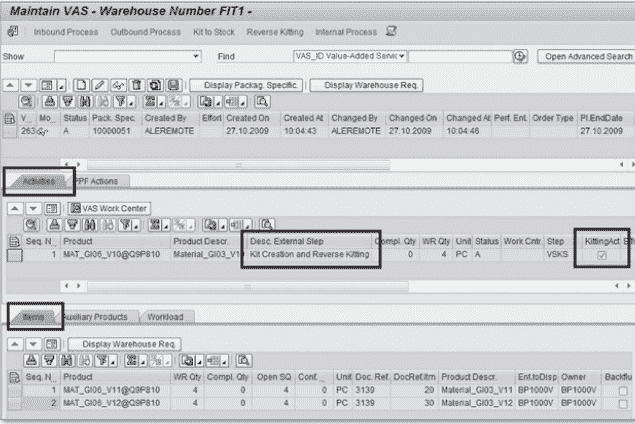 Maintain VAS - Warehouse Number FIT1 -
Inbound Process Outbound Process Kit to Stock Reverse Kitting Internal Process
Show Find VAS_ID Value-Added Servic Open Advanced Search
Display Packag. Specific. Display Warehouse Req.
V... Mo... Status Pack. Spec. Created By Effort Created On Created At Changed By Changed On Changed At Perf. Ent. Order Type Pl.EndDate
263 A 10000051 ALEREMOTE 27.10.2009 10:04:43 ALEREMOTE 27.10.2009 10:04:46 27.10.2009
Activities PPF Actions
VAS Work Center
Seq. N... Product Product Descr. Desc. External Step Compl. Qty WR Qty Unit Status Work Cntr. Step KittingAct
1 MAT_GI06_V10@Q9P810 Material_GI03_V1 Kit Creation and Reverse Kitting 0 4 PC A VSKS
Items Auxiliary Products Workload
Display Warehouse Req.
Seq. N... Product WR Qty Compl. Qty Open SQ Conf. ... Unit Doc. Ref. DocRef.Itm Product Descr. Ent.toDisp Owner Backflu
1 MAT_GI06_V11@Q9P810 4 0 4 0 PC 3139 20 Material_GI03_V11 BP1000V BP1000V
2 MAT_GI06_V12@Q9P810 4 0 4 0 PC 3139 30 Material_GI03_V12 BP1000V BP1000V